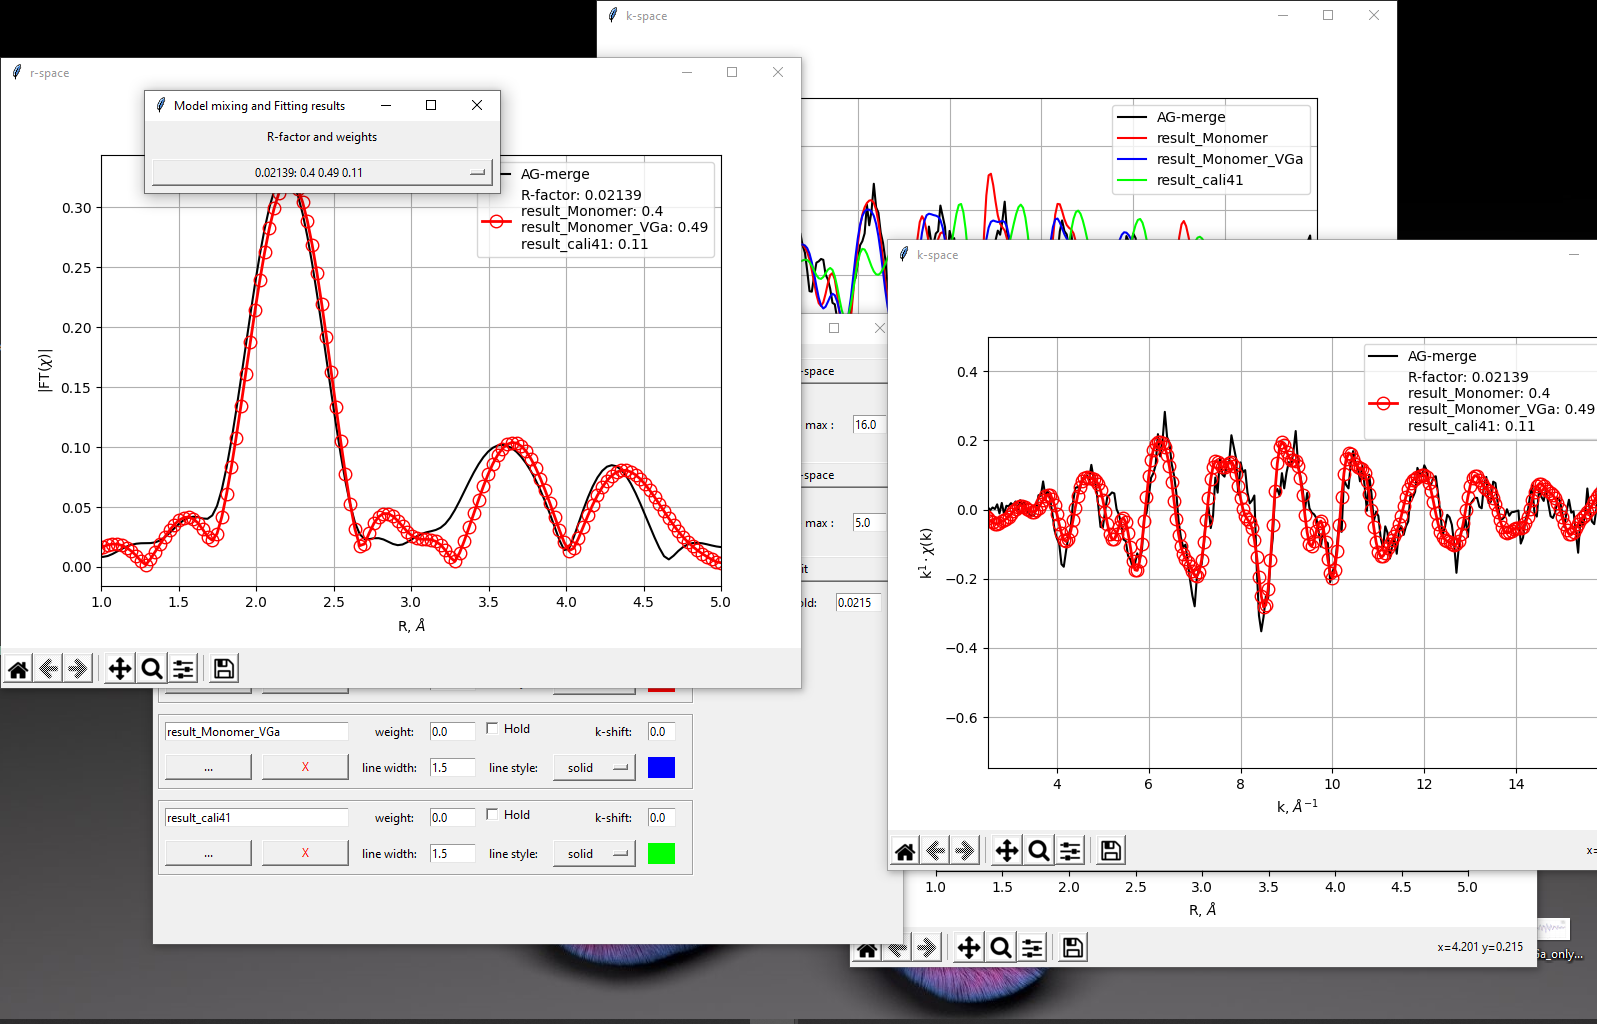 k-space
r-space
Model mixing and Fitting results
R-factor and weights
0.02139: 0.4 0.49 0.11
AG-merge
R-factor: 0.02139
result_Monomer: 0.4
result_Monomer_VGa: 0.49
result_cali41: 0.11
0.30
0.25
0.20
0.15
0.10
0.05
0.00
|FT(χ)|
1.0 1.5 2.0 2.5 3.0 3.5 4.0 4.5 5.0
R, Å
AG-merge
result_Monomer
result_Monomer_VGa
result_cali41
k-space
-space
max : 16.0
-space
max : 5.0
it
old: 0.0215
AG-merge
R-factor: 0.02139
result_Monomer: 0.4
result_Monomer_VGa: 0.49
result_cali41: 0.11
0.4
0.2
0.0
−0.2
−0.4
−0.6
k¹ · χ(k)
4 6 8 10 12 14
k, Å⁻¹
x=
result_Monomer_VGa weight: 0.0 Hold k-shift: 0.0
... X line width: 1.5 line style: solid
result_cali41 weight: 0.0 Hold k-shift: 0.0
... X line width: 1.5 line style: solid
1.0 1.5 2.0 2.5 3.0 3.5 4.0 4.5 5.0
R, Å
x=4.201 y=0.215
Ga_only...